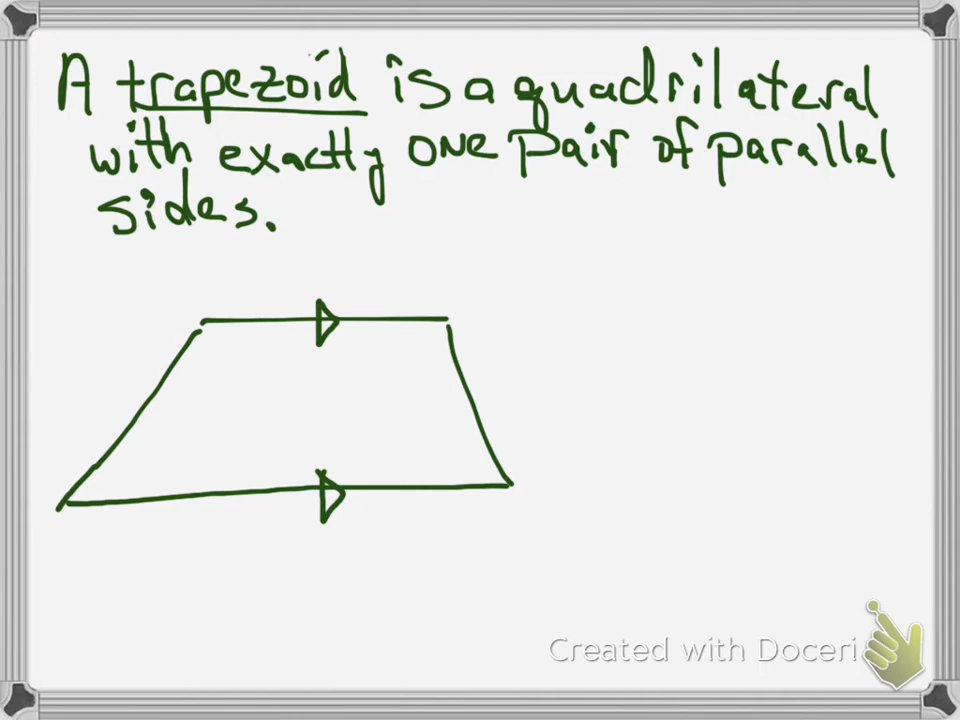 A trapezoid is a quadrilateral
with exactly one pair of parallel
sides.
Created with Doceri